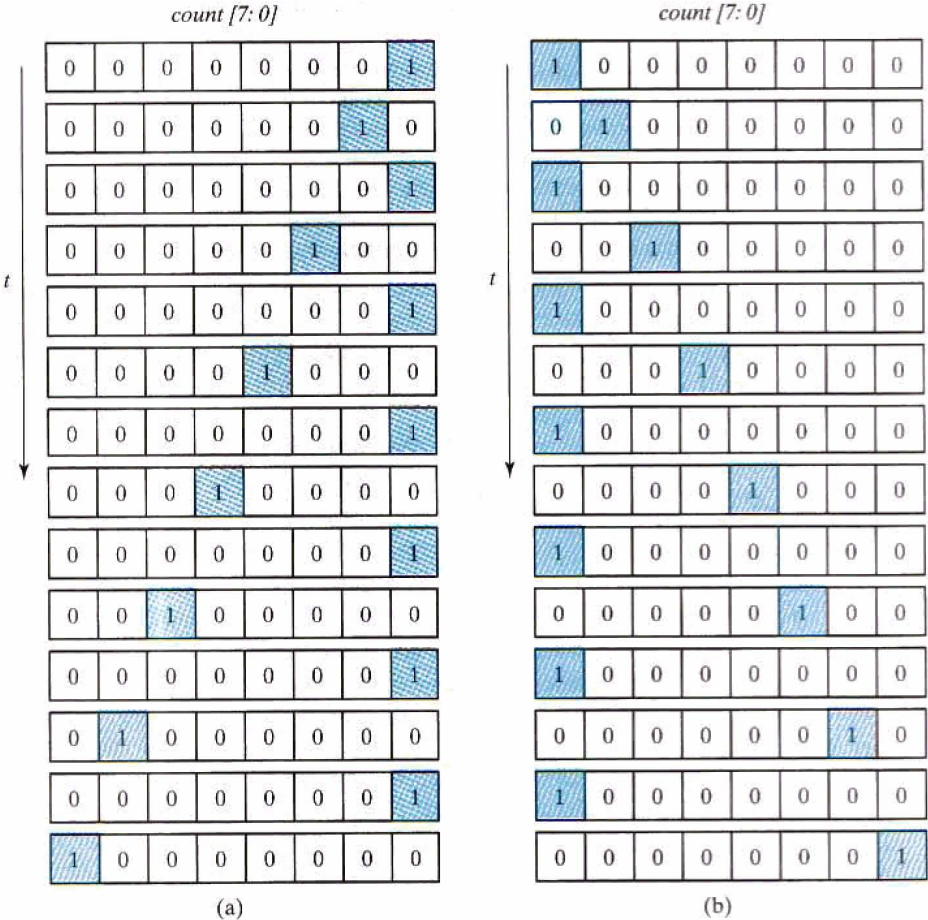 count [7: 0] count [7: 0]
0 0 0 0 0 0 0 1 1 0 0 0 0 0 0 0
0 0 0 0 0 0 1 0 0 1 0 0 0 0 0 0
0 0 0 0 0 0 0 1 1 0 0 0 0 0 0 0
0 0 0 0 0 1 0 0 0 0 1 0 0 0 0 0
t t
0 0 0 0 0 0 0 1 1 0 0 0 0 0 0 0
0 0 0 0 1 0 0 0 0 0 0 1 0 0 0 0
0 0 0 0 0 0 0 1 1 0 0 0 0 0 0 0
0 0 0 1 0 0 0 0 0 0 0 0 1 0 0 0
0 0 0 0 0 0 0 1 1 0 0 0 0 0 0 0
0 0 1 0 0 0 0 0 0 0 0 0 0 1 0 0
0 0 0 0 0 0 0 1 1 0 0 0 0 0 0 0
0 1 0 0 0 0 0 0 0 0 0 0 0 0 1 0
0 0 0 0 0 0 0 1 1 0 0 0 0 0 0 0
1 0 0 0 0 0 0 0 0 0 0 0 0 0 0 1
(a) (b)